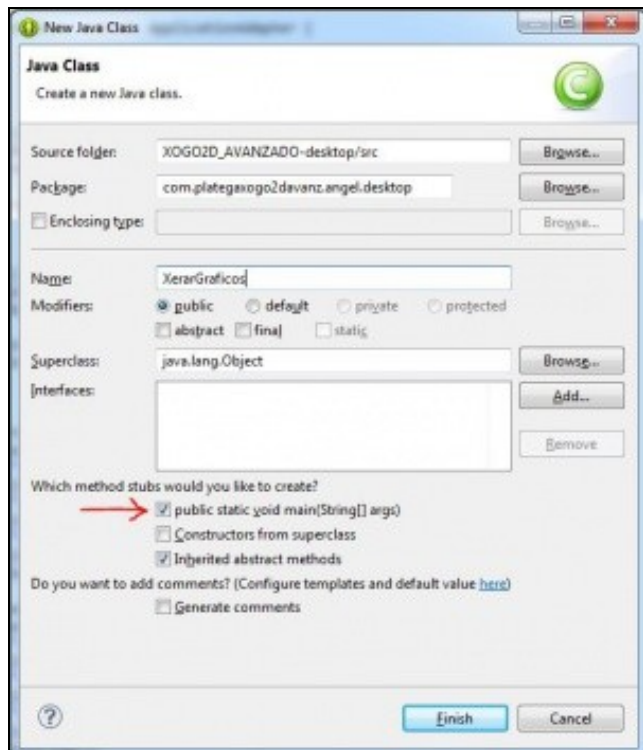 New Java Class
Java Class
Create a new Java class.
Source folder: XOGO2D_AVANZADO-desktop/src Browse...
Package: com.plategaxogo2davanz.angel.desktop Browse...
Enclosing type: Browse...
Name: XerarGraficos
Modifiers: public default private protected
abstract final static
Superclass: java.lang.Object Browse...
Interfaces: Add...
Remove
Which method stubs would you like to create?
public static void main(String[] args)
Constructors from superclass
Inherited abstract methods
Do you want to add comments? (Configure templates and default value here)
Generate comments
? Finish Cancel